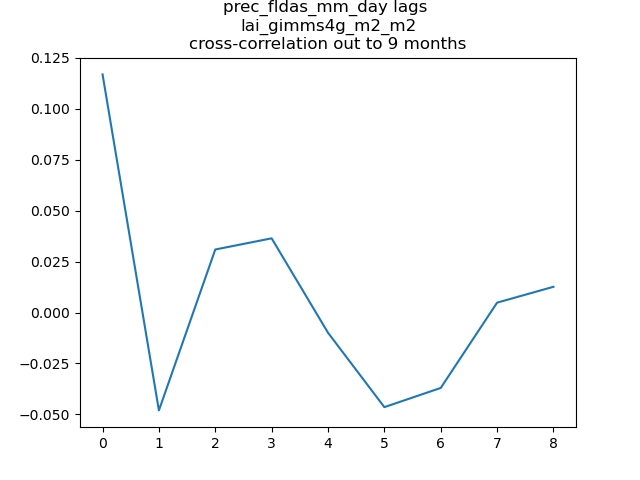 prec_fldas_mm_day lags
lai_gimms4g_m2_m2
cross-correlation out to 9 months
0.125
0.100
0.075
0.050
0.025
0.000
−0.025
−0.050
0 1 2 3 4 5 6 7 8